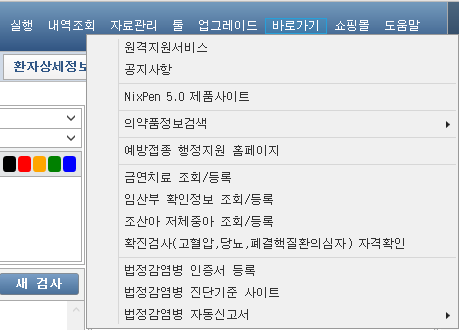 실행 내역조회 자료관리 툴 업그레이드 바로가기 쇼핑몰 도움말
환자상세정보
원격지원서비스
공지사항
NixPen 5.0 제품사이트
의약품정보검색
예방접종 행정지원 홈페이지
금연치료 조회/등록
임산부 확인정보 조회/등록
조산아 저체중아 조회/등록
확진검사(고혈압,당뇨,폐결핵질환의심자) 자격확인
새 검사
법정감염병 인증서 등록
법정감염병 진단기준 사이트
법정감염병 자동신고서